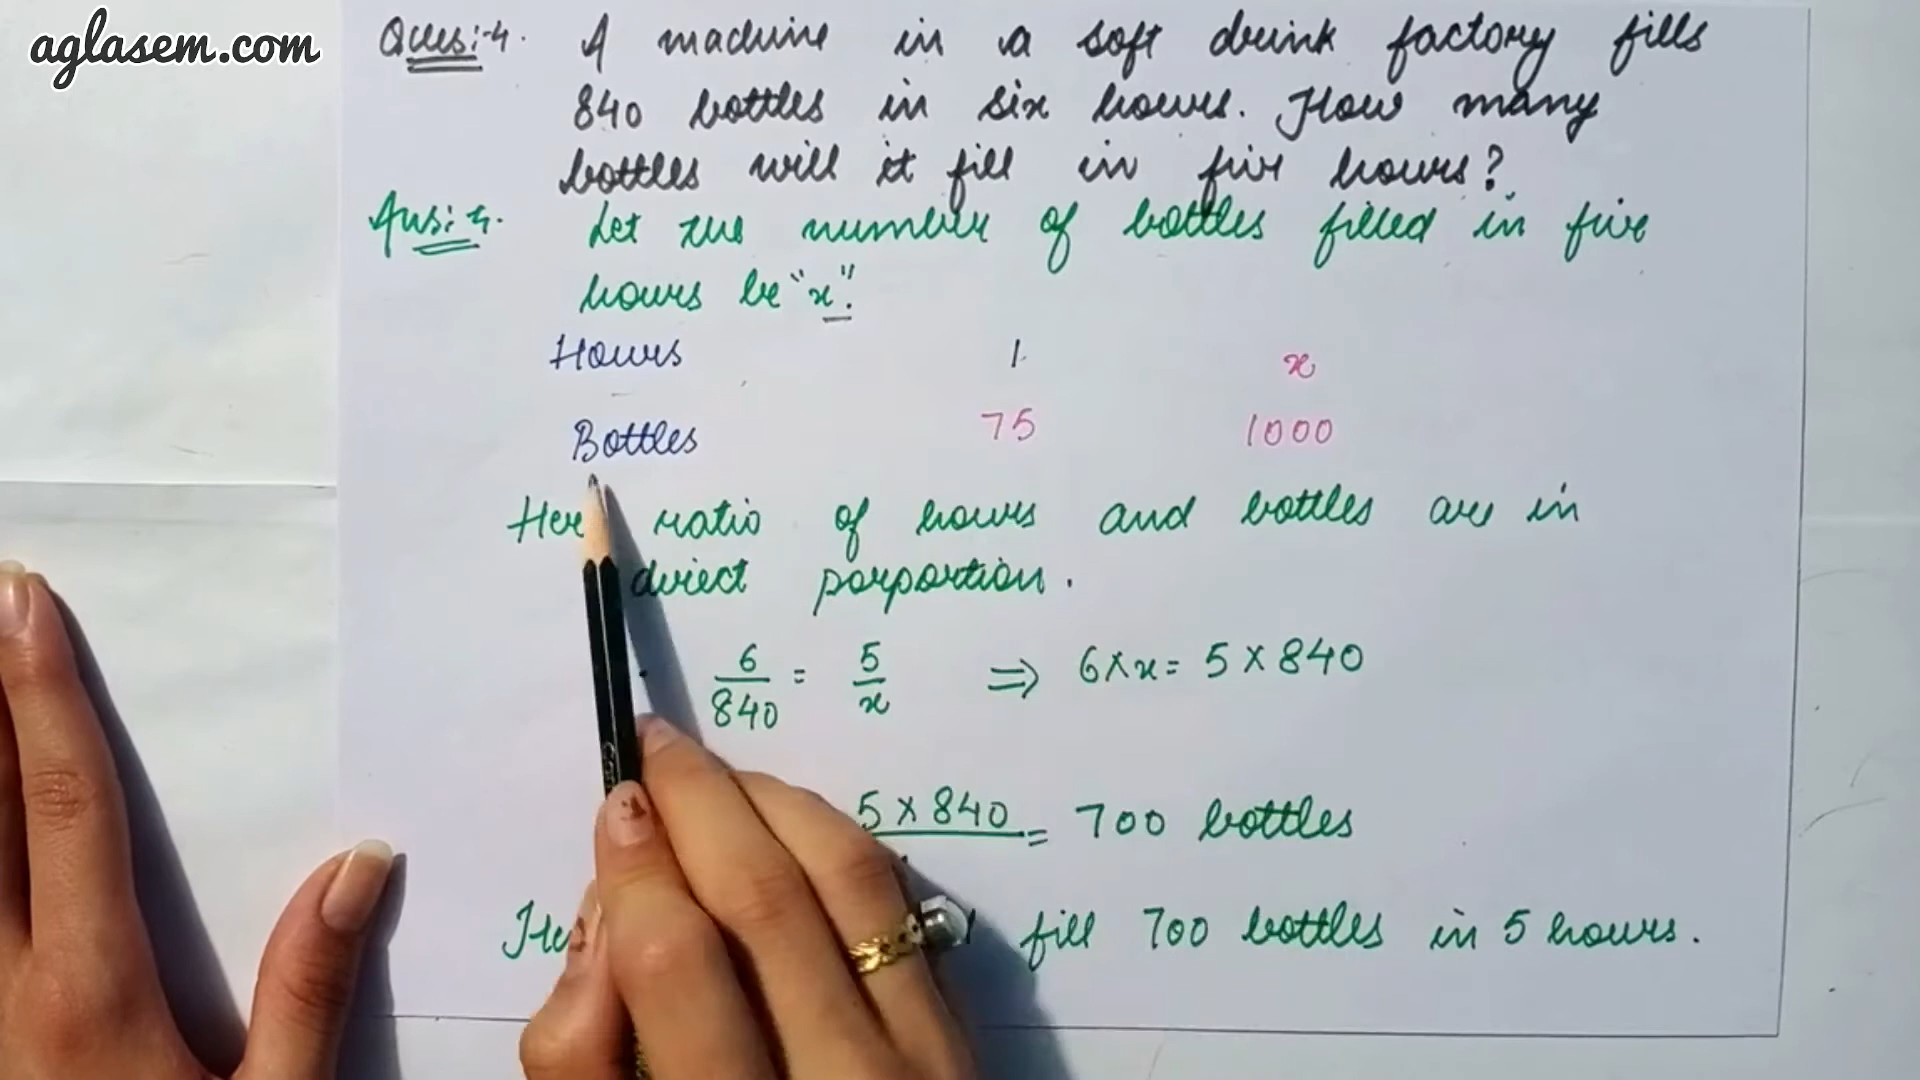 aglasem.com
Ques:-4. A machine in a soft drink factory fills
840 bottles in six hours. How many
bottles will it fill in five hours?
Ans:4. Let the number of bottles filled in five
hours be "x".
Hours 1 x
Bottles 75 1000
ratio of hours and bottles are in
direct porportion.
6/840 = 5/x ⇒ 6×x = 5×840
5×840 = 700 bottles
fill 700 bottles in 5 hours.